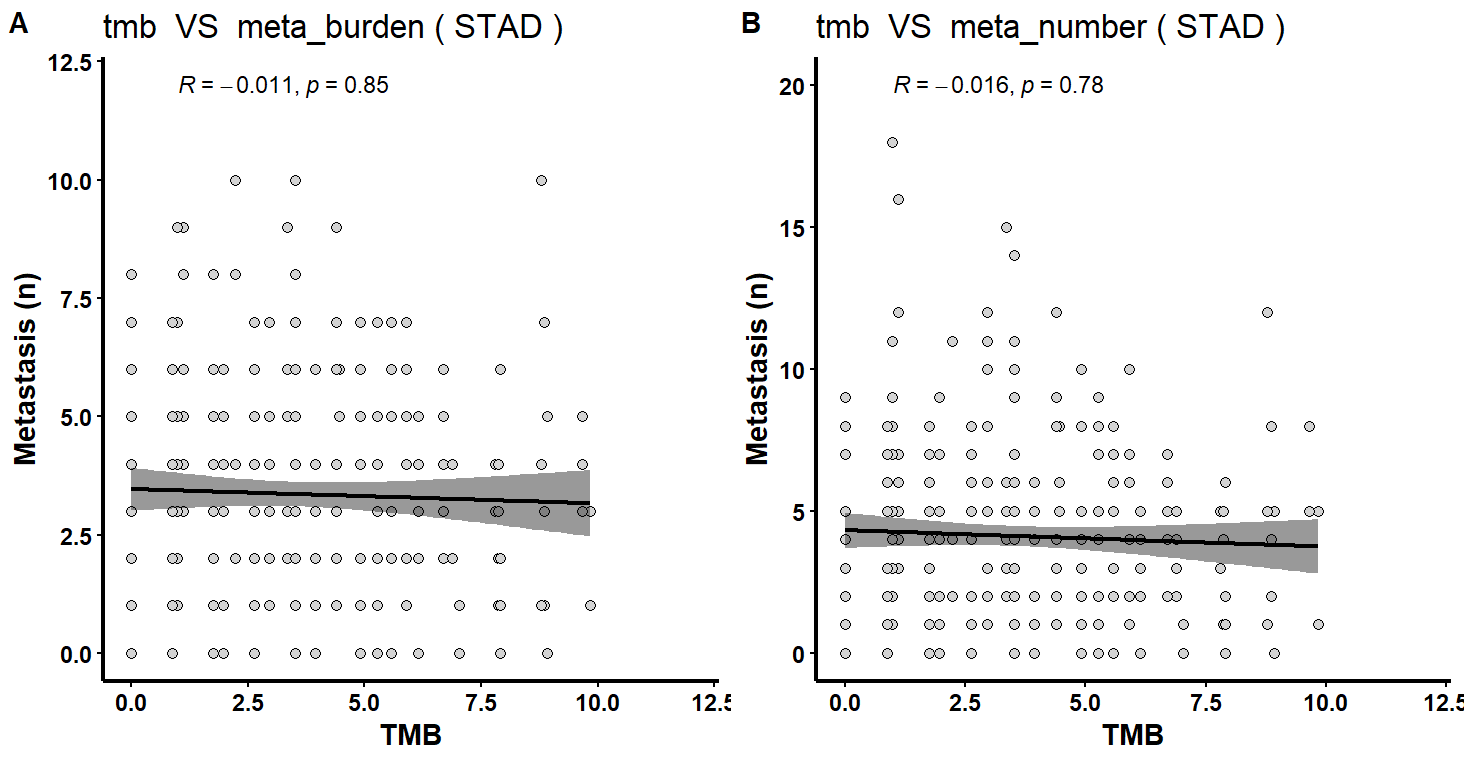 A
tmb VS meta_burden ( STAD )
R = −0.011, p = 0.85
12.5
10.0
7.5
5.0
2.5
0.0
Metastasis (n)
0.0 2.5 5.0 7.5 10.0 12.5
TMB
B
tmb VS meta_number ( STAD )
R = −0.016, p = 0.78
20
15
10
5
0
Metastasis (n)
0.0 2.5 5.0 7.5 10.0 12.5
TMB